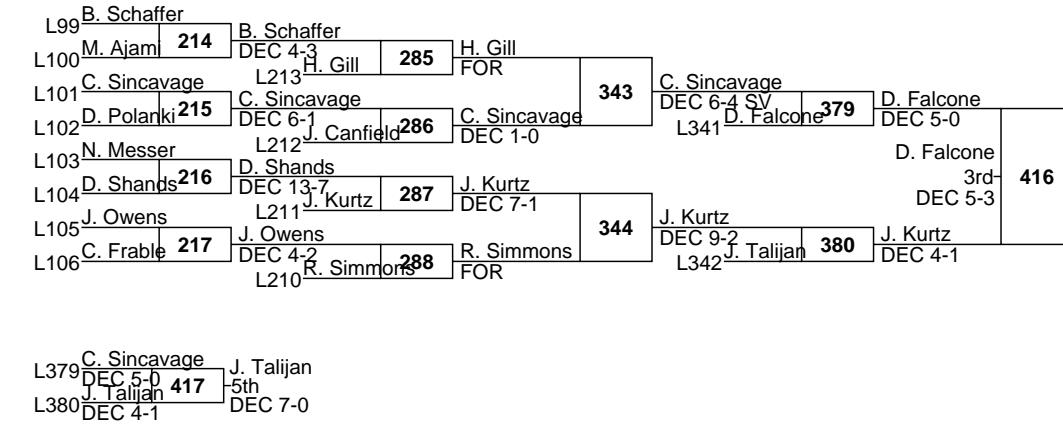 L99 B. Schaffer
214
L100 M. Ajami
B. Schaffer
DEC 4-3
L213 H. Gill
285
H. Gill
FOR
L101 C. Sincavage
215
L102 D. Polanki
C. Sincavage
DEC 6-1
L212 J. Canfield
286
C. Sincavage
DEC 1-0
343
C. Sincavage
DEC 6-4 SV
L341 D. Falcone
379
D. Falcone
DEC 5-0
L103 N. Messer
216
L104 D. Shands
D. Shands
DEC 13-7
L211 J. Kurtz
287
J. Kurtz
DEC 7-1
L105 J. Owens
217
L106 C. Frable
J. Owens
DEC 4-2
L210 R. Simmons
288
R. Simmons
FOR
344
J. Kurtz
DEC 9-2
L342 J. Talijan
380
J. Kurtz
DEC 4-1
D. Falcone
3rd
DEC 5-3
416
L379 C. Sincavage
DEC 5-0
417
L380 J. Talijan
DEC 4-1
J. Talijan
5th
DEC 7-0